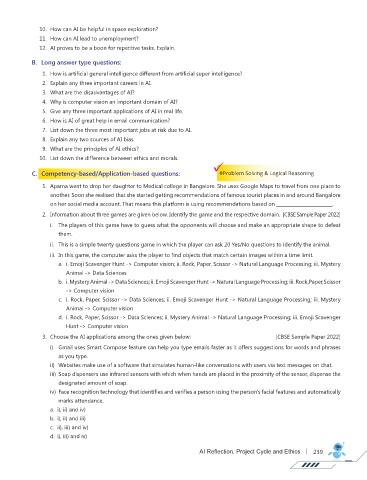 10. How can AI be helpful in space exploration?
11. How can AI lead to unemployment?
12. AI proves to be a boon for repetitive tasks. Explain.
B. Long answer type questions:
1. How is artificial general intelligence different from artificial super intelligence?
2. Explain any three important careers in AI.
3. What are the disadvantages of AI?
4. Why is computer vision an important domain of AI?
5. Give any three important applications of AI in real life.
6. How is AI of great help in email communication?
7. List down the three most important jobs at risk due to AI.
8. Explain any two sources of AI bias.
9. What are the principles of AI ethics?
10. List down the difference between ethics and morals.
C. Competency-based/Application-based questions:
#Problem Solving & Logical Reasoning
1. Aparna went to drop her daughter to Medical college in Bangalore. She uses Google Maps to travel from one place to
another. Soon she realised that she started getting recommendations of famous tourist places in and around Bangalore
on her social media account. That means this platform is using recommendations based on ____________________.
2. Information about three games are given below. Identify the game and the respective domain. [CBSE Sample Paper 2022]
i. The players of this game have to guess what the opponents will choose and make an appropriate shape to defeat
them.
ii. This is a simple twenty questions game in which the player can ask 20 Yes/No questions to identify the animal.
iii. In this game, the computer asks the player to find objects that match certain images within a time limit.
a. i. Emoji Scavenger Hunt -> Computer vision; ii. Rock, Paper, Scissor -> Natural Language Processing; iii. Mystery
Animal -> Data Sciences
b. i. Mystery Animal -> Data Sciences; ii. Emoji Scavenger Hunt -> Natural Language Processing; iii. Rock,Paper,Scissor
-> Computer vision
c. i. Rock, Paper, Scissor -> Data Sciences; ii. Emoji Scavenger Hunt -> Natural Language Processing; iii. Mystery
Animal -> Computer vision
d. i. Rock, Paper, Scissor -> Data Sciences; ii. Mystery Animal -> Natural Language Processing; iii. Emoji Scavenger
Hunt -> Computer vision
3. Choose the AI applications among the ones given below: [CBSE Sample Paper 2022]
i) Gmail uses Smart Compose feature can help you type emails faster as it offers suggestions for words and phrases
as you type.
ii) Websites make use of a software that simulates human-like conversations with users via text messages on chat.
iii) Soap dispensers use infrared sensors with which when hands are placed in the proximity of the sensor, dispense the
designated amount of soap.
iv) Face recognition technology that identifies and verifies a person using the person's facial features and automatically
marks attendance.
a. i), ii) and iv)
b. i), ii) and iii)
c. ii), iii) and iv)
d. i), iii) and iv)
AI Reflection, Project Cycle and Ethics | 239